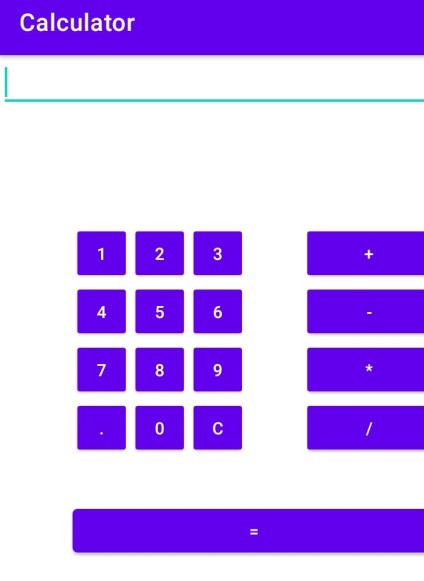 Calculator
1 2 3 +
4 5 6 -
7 8 9 *
. 0 C /
=